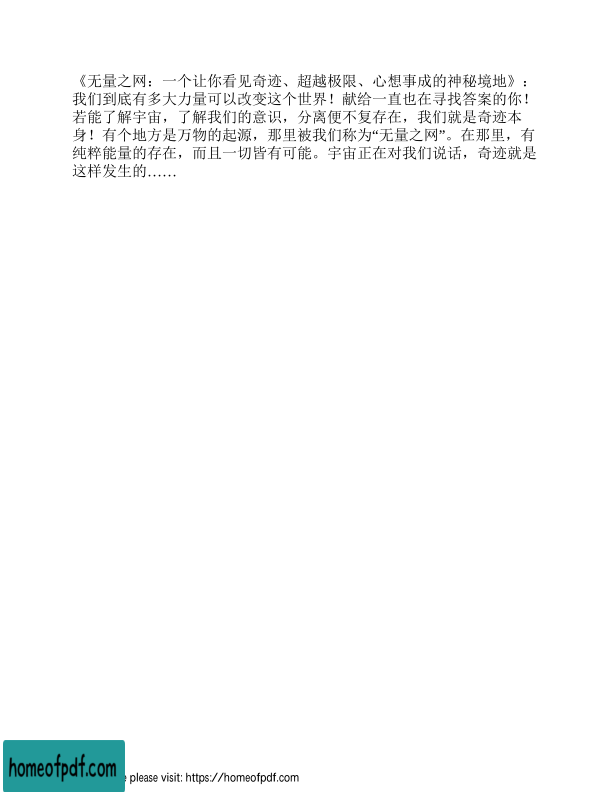 《无量之网：一个让你看见奇迹、超越极限、心想事成的神秘境地》：
我们到底有多大力量可以改变这个世界！献给一直也在寻找答案的你！
若能了解宇宙，了解我们的意识，分离便不复存在，我们就是奇迹本
身！有个地方是万物的起源，那里被我们称为“无量之网”。在那里，有
纯粹能量的存在，而且一切皆有可能。宇宙正在对我们说话，奇迹就是
这样发生的……
homeofpdf.com
please visit: https://homeofpdf.com